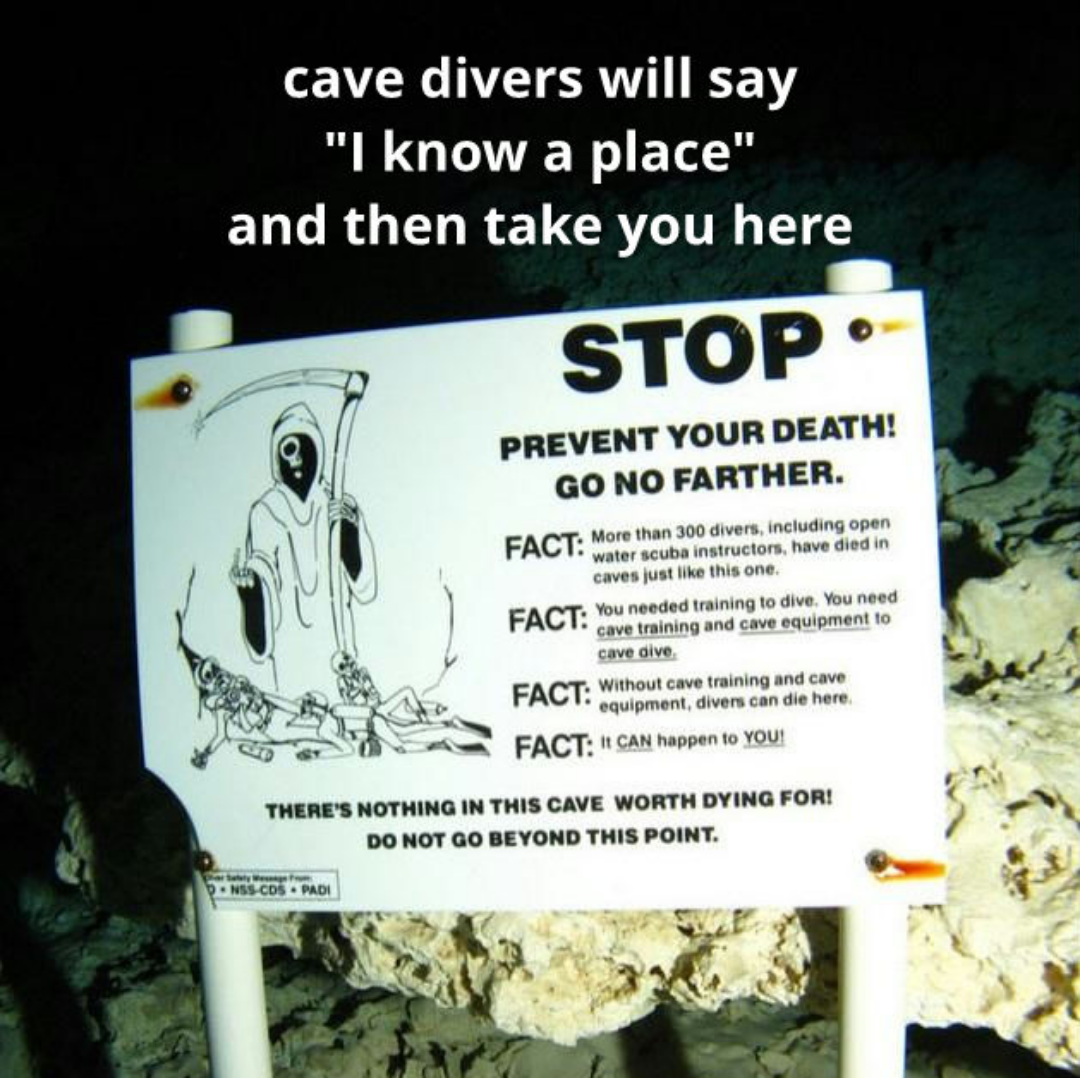 cave divers will say
"I know a place"
and then take you here
STOP
PREVENT YOUR DEATH!
GO NO FARTHER.
FACT: More than 300 divers, including open
water scuba instructors, have died in
caves just like this one.
FACT: You needed training to dive. You need
cave training and cave equipment to
cave dive.
FACT: Without cave training and cave
equipment, divers can die here.
FACT: It CAN happen to YOU!
THERE'S NOTHING IN THIS CAVE WORTH DYING FOR!
DO NOT GO BEYOND THIS POINT.
Safety Message From:
• NSS-CDS • PADI